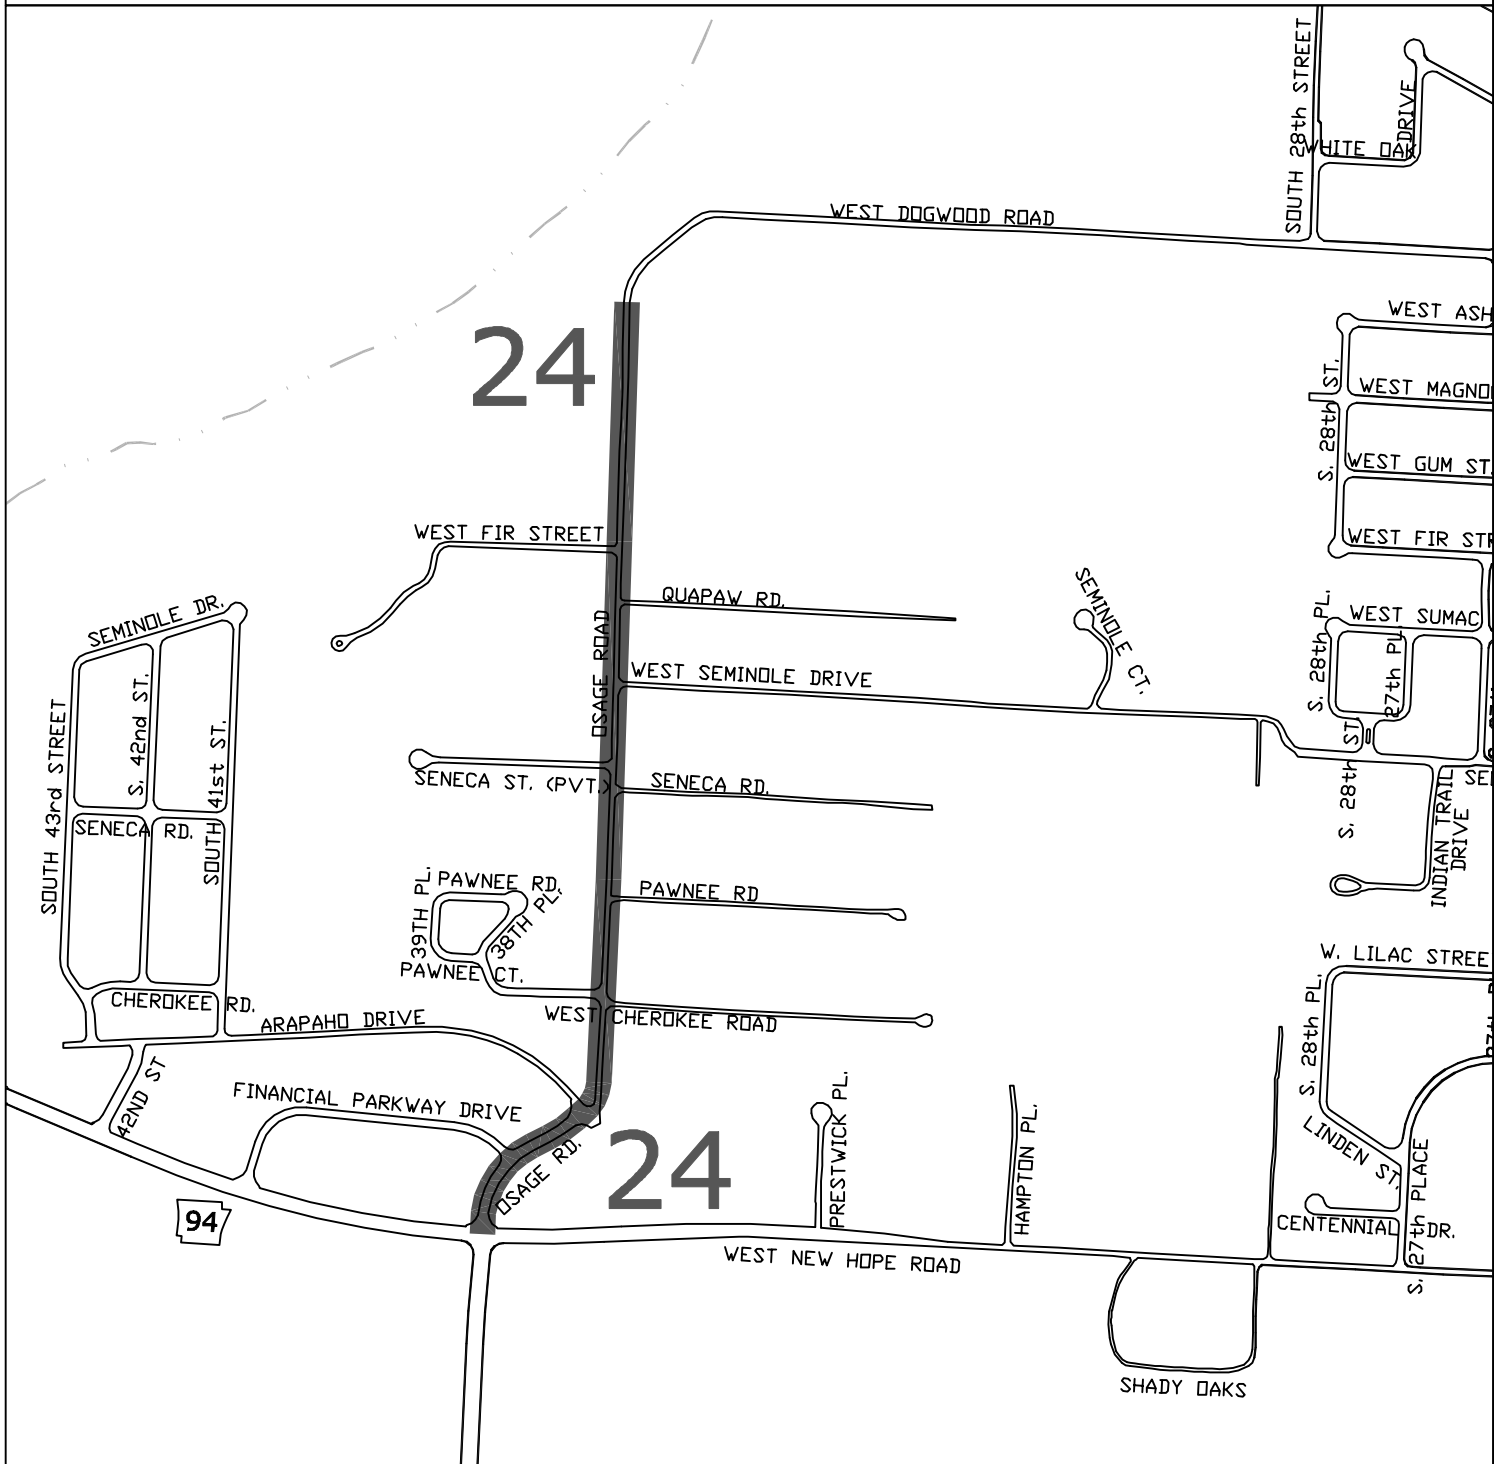 SOUTH 28th STREET
DRIVE
WHITE OAK
WEST DOGWOOD ROAD
WEST ASH
24
S. 28th ST.
WEST MAGNO
WEST GUM ST.
WEST FIR STREET
WEST FIR STR
SEMINOLE DR.
QUAPAW RD.
SEMINOLE CT.
S. 28th PL.
WEST SUMAC
OSAGE ROAD
WEST SEMINOLE DRIVE
27th PL.
SOUTH 43rd STREET
S. 42nd ST.
SOUTH 41st ST.
SENECA ST. (PVT.)
SENECA RD.
S. 28th ST.
SE
INDIAN TRAIL
DRIVE
SENECA RD.
39TH PL.
PAWNEE RD.
38TH PL.
PAWNEE RD
PAWNEE CT.
W. LILAC STREE
CHEROKEE RD.
ARAPAHO DRIVE
WEST CHEROKEE ROAD
S. 28th PL.
42ND ST
FINANCIAL PARKWAY DRIVE
OSAGE RD.
24
PRESTWICK PL.
HAMPTON PL.
LINDEN ST.
94
CENTENNIAL DR.
S. 27th PLACE
WEST NEW HOPE ROAD
SHADY OAKS